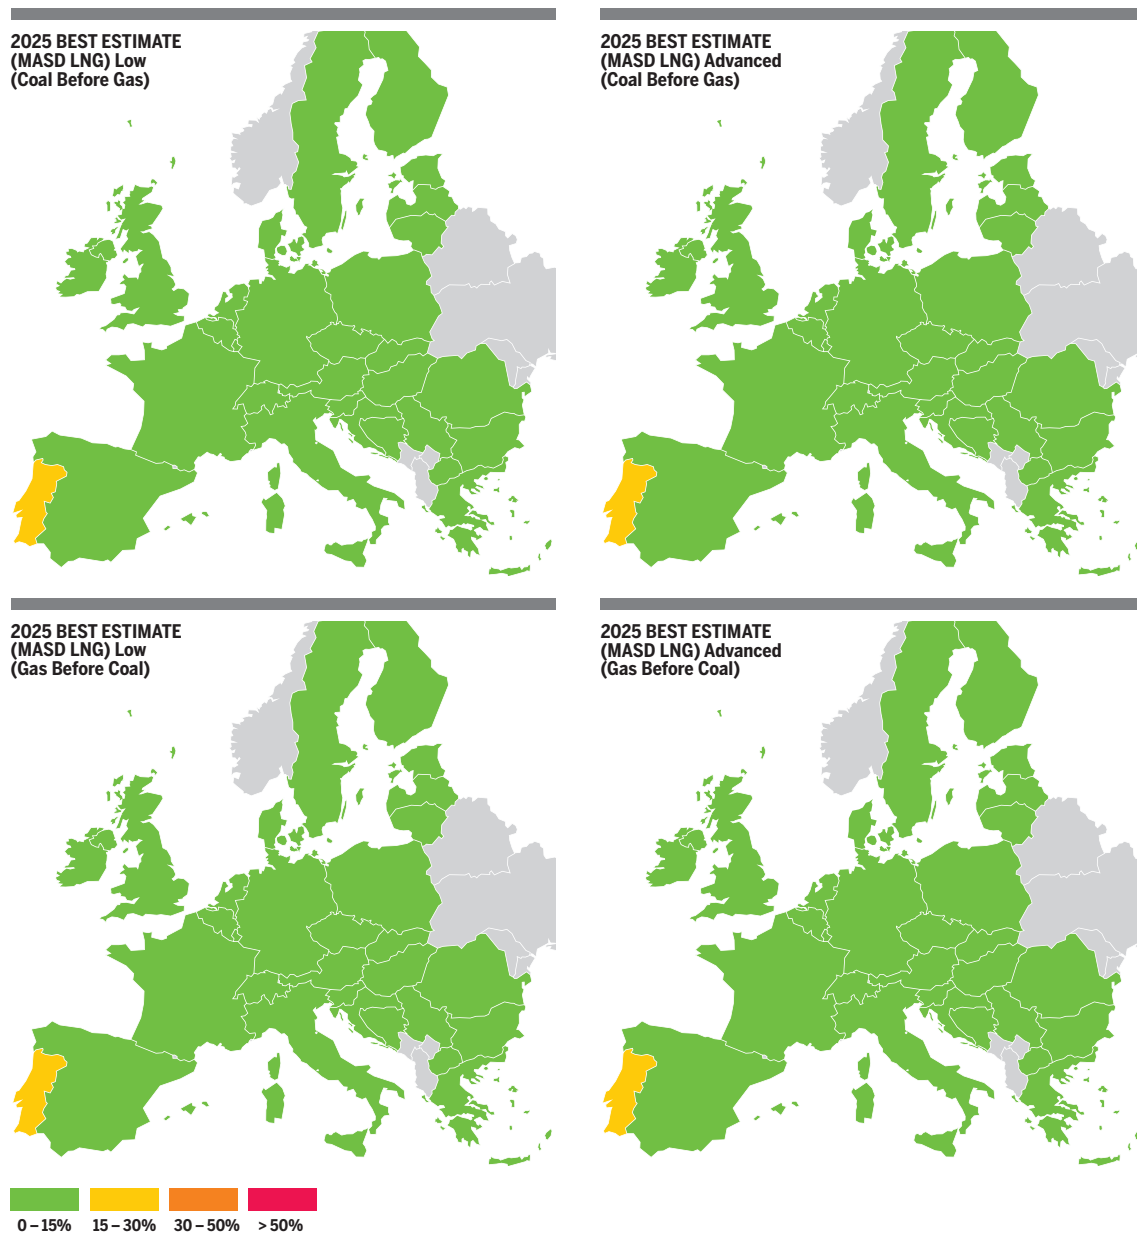 2025 BEST ESTIMATE
(MASD LNG) Low
(Coal Before Gas)
2025 BEST ESTIMATE
(MASD LNG) Advanced
(Coal Before Gas)
2025 BEST ESTIMATE
(MASD LNG) Low
(Gas Before Coal)
2025 BEST ESTIMATE
(MASD LNG) Advanced
(Gas Before Coal)
0 – 15% 15 – 30% 30 – 50% > 50%